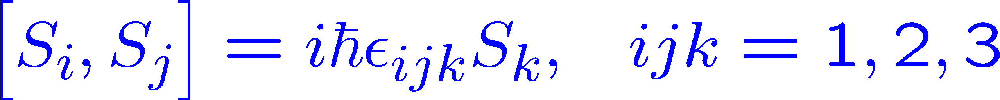 [S_i, S_j] = iħϵ_{ijk}S_k, ijk = 1, 2, 3